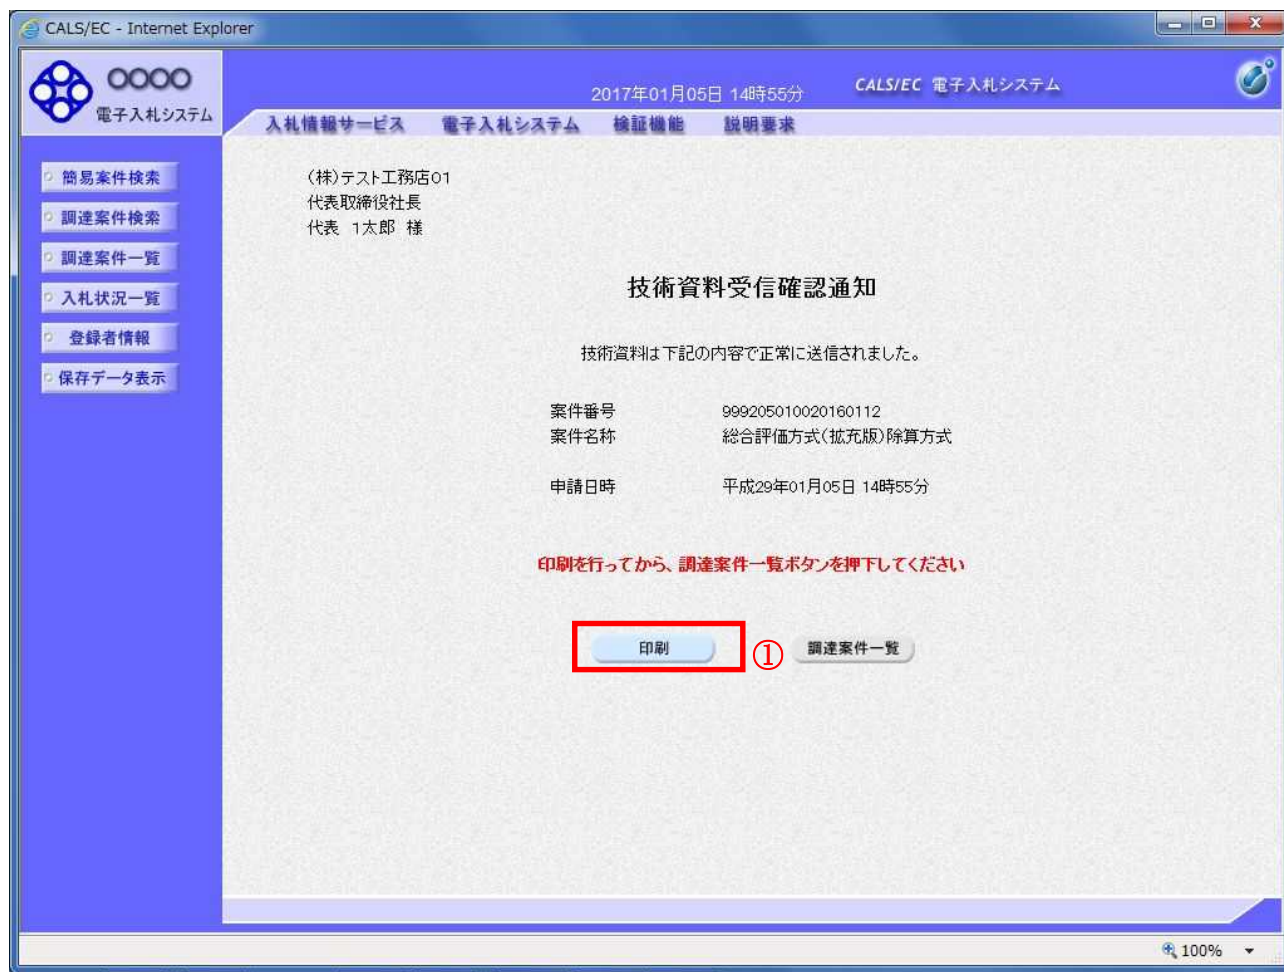 CALS/EC - Internet Explorer
○○○○
電子入札システム
2017年01月05日 14時55分
CALS/EC 電子入札システム
入札情報サービス 電子入札システム 検証機能 説明要求
簡易案件検索
調達案件検索
調達案件一覧
入札状況一覧
登録者情報
保存データ表示
(株)テスト工務店01
代表取締役社長
代表 1太郎 様
技術資料受信確認通知
技術資料は下記の内容で正常に送信されました。
案件番号 999205010020160112
案件名称 総合評価方式(拡充版)除算方式
申請日時 平成29年01月05日 14時55分
印刷を行ってから、調達案件一覧ボタンを押下してください
印刷 ① 調達案件一覧
100%